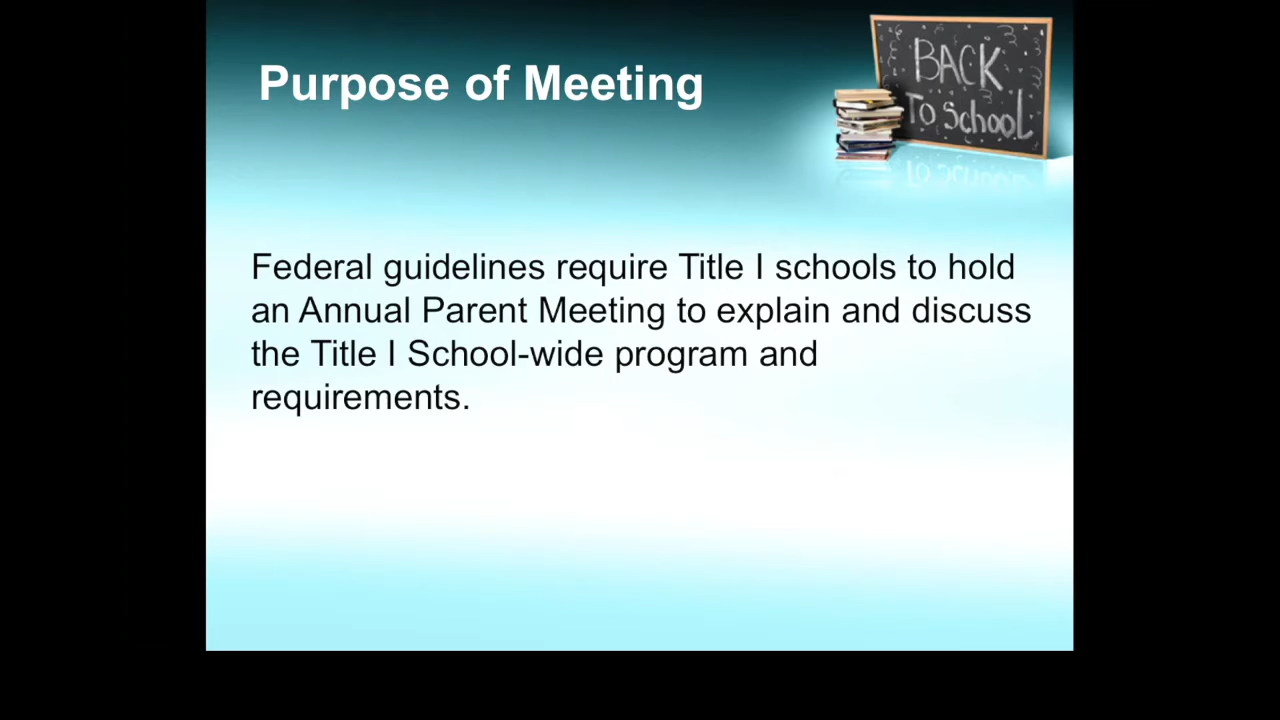 Purpose of Meeting
BACK
To School
Federal guidelines require Title I schools to hold
an Annual Parent Meeting to explain and discuss
the Title I School-wide program and
requirements.